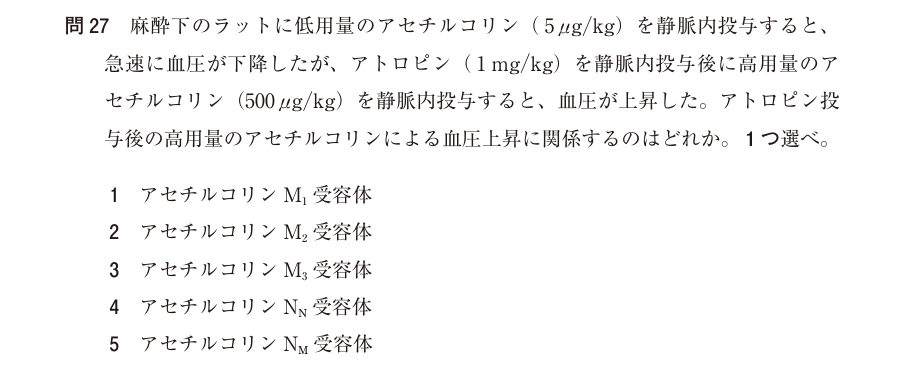 問27 麻酔下のラットに低用量のアセチルコリン（5μg/kg）を静脈内投与すると、
急速に血圧が下降したが、アトロピン（1mg/kg）を静脈内投与後に高用量のア
セチルコリン（500μg/kg）を静脈内投与すると、血圧が上昇した。アトロピン投
与後の高用量のアセチルコリンによる血圧上昇に関係するのはどれか。1つ選べ。
1 アセチルコリン M₁ 受容体
2 アセチルコリン M₂ 受容体
3 アセチルコリン M₃ 受容体
4 アセチルコリン Nɴ 受容体
5 アセチルコリン Nᴍ 受容体